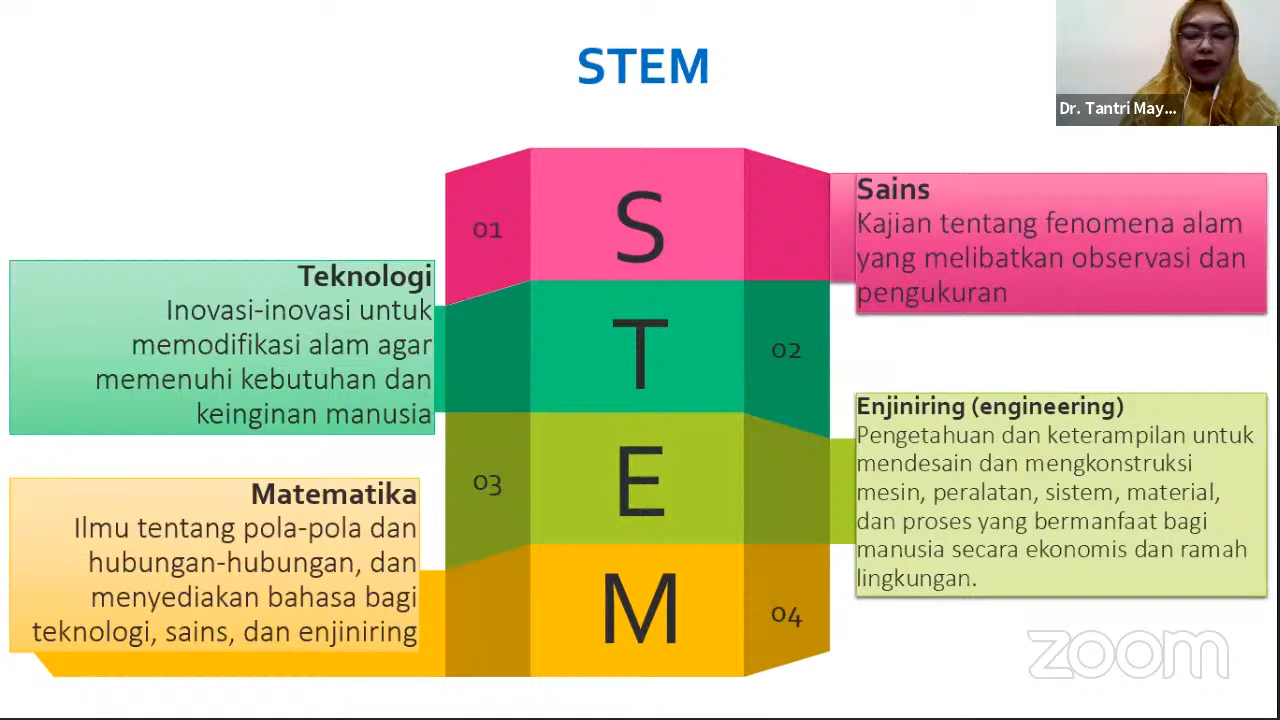 STEM
Dr. Tantri May...
01
S
Sains
Kajian tentang fenomena alam
yang melibatkan observasi dan
pengukuran
Teknologi
Inovasi-inovasi untuk
memodifikasi alam agar
memenuhi kebutuhan dan
keinginan manusia
T
02
03
E
Enjiniring (engineering)
Pengetahuan dan keterampilan untuk
mendesain dan mengkonstruksi
mesin, peralatan, sistem, material,
dan proses yang bermanfaat bagi
manusia secara ekonomis dan ramah
lingkungan.
Matematika
Ilmu tentang pola-pola dan
hubungan-hubungan, dan
menyediakan bahasa bagi
teknologi, sains, dan enjiniring
M
04
zoom